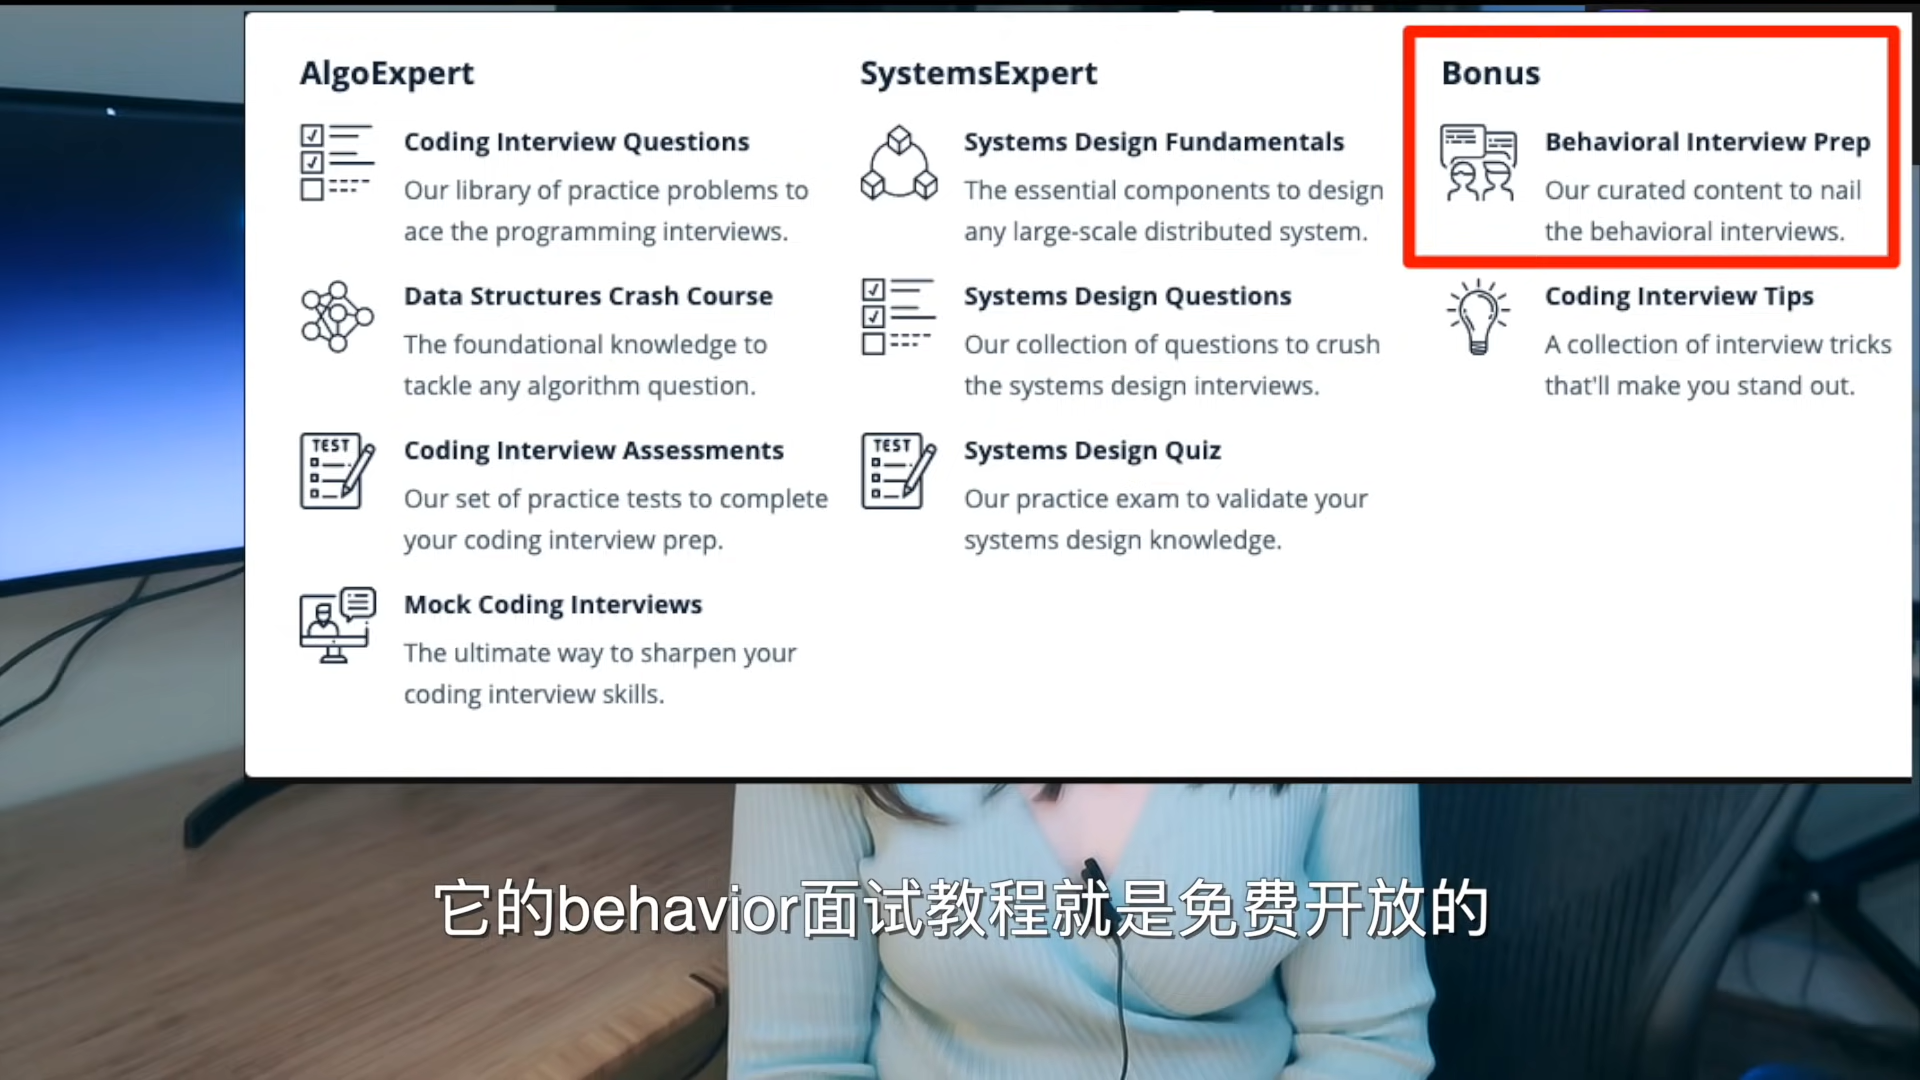 AlgoExpert
Coding Interview Questions
Our library of practice problems to
ace the programming interviews.
Data Structures Crash Course
The foundational knowledge to
tackle any algorithm question.
TEST
Coding Interview Assessments
Our set of practice tests to complete
your coding interview prep.
Mock Coding Interviews
The ultimate way to sharpen your
coding interview skills.
SystemsExpert
Systems Design Fundamentals
The essential components to design
any large-scale distributed system.
Systems Design Questions
Our collection of questions to crush
the systems design interviews.
TEST
Systems Design Quiz
Our practice exam to validate your
systems design knowledge.
Bonus
Behavioral Interview Prep
Our curated content to nail
the behavioral interviews.
Coding Interview Tips
A collection of interview tricks
that'll make you stand out.
它的behavior面试教程就是免费开放的